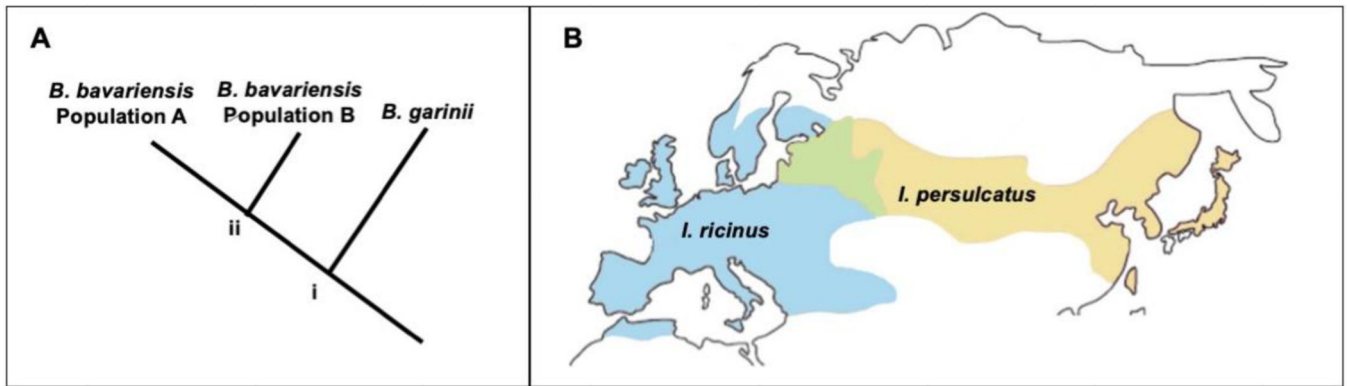 A
B. bavariensis
Population A
B. bavariensis
Population B
B. garinii
ii
i
B
I. ricinus
I. persulcatus